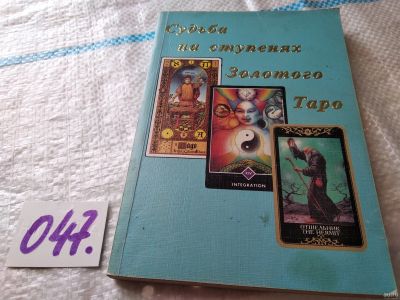 Судьба
на ступенях
Золотого
Таро
INTEGRATION
ОТШЕЛЬНИК
THE HERMIT
047.